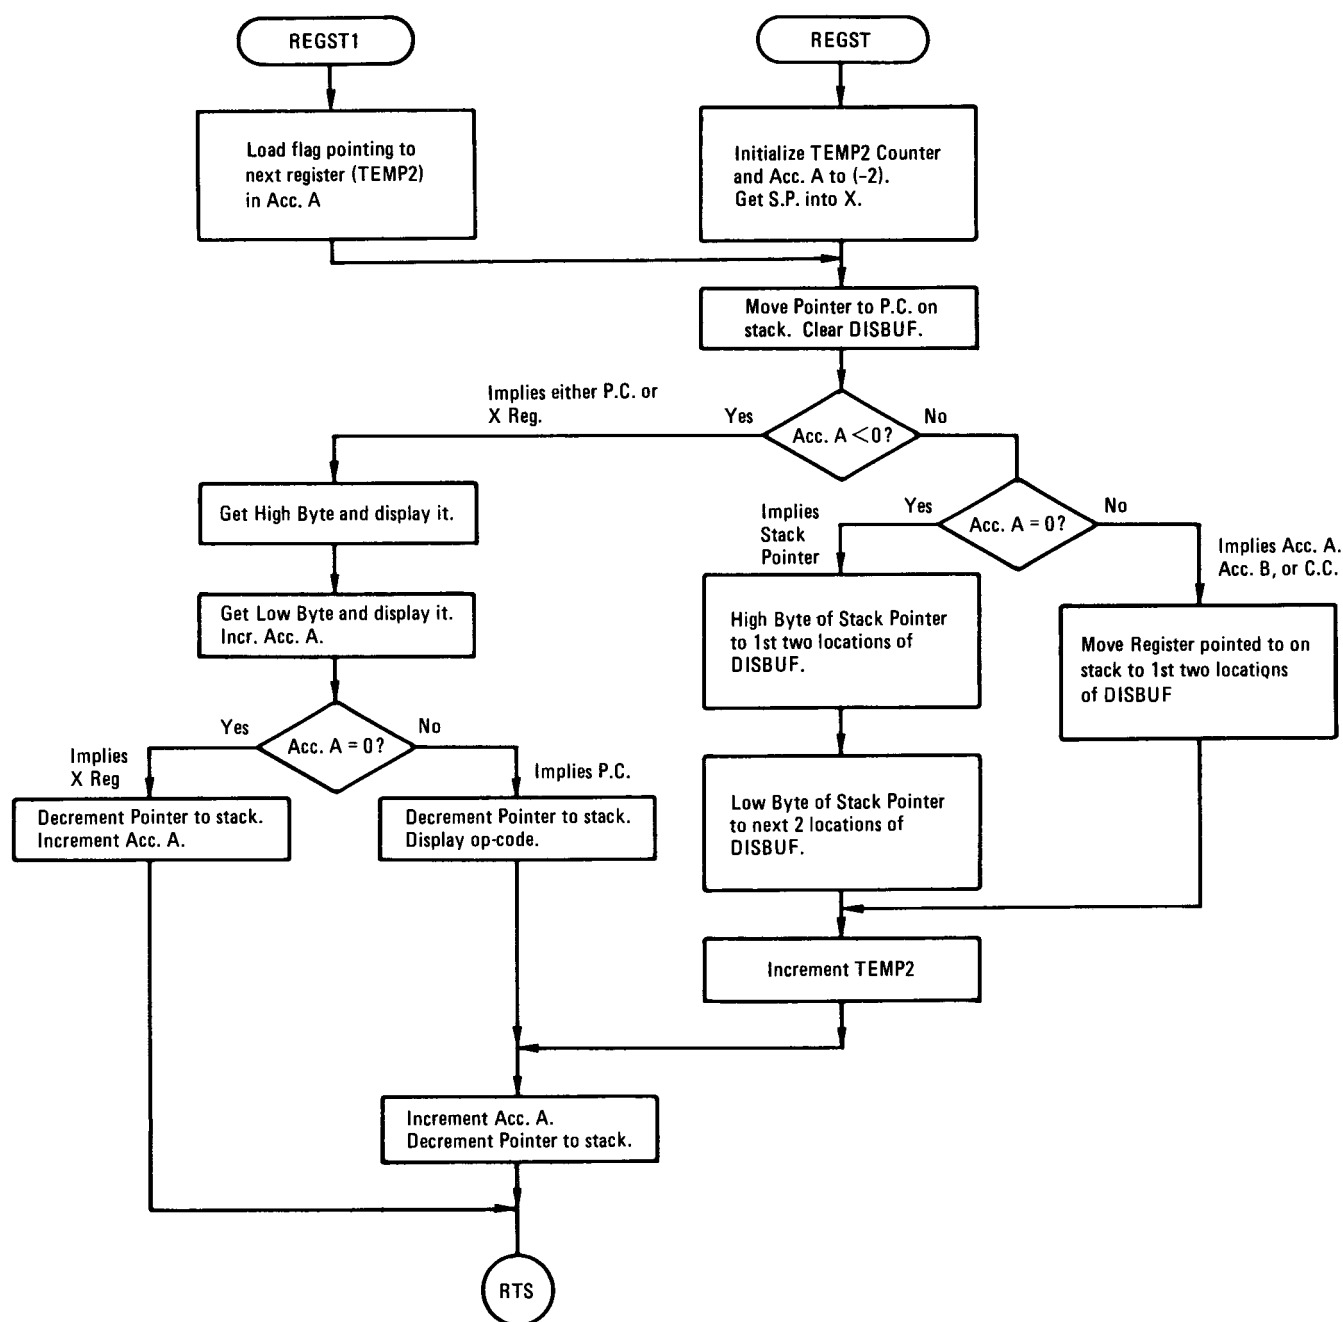 REGST1
REGST
Load flag pointing to
next register (TEMP2)
in Acc. A
Initialize TEMP2 Counter
and Acc. A to (-2).
Get S.P. into X.
Move Pointer to P.C. on
stack. Clear DISBUF.
Implies either P.C. or
X Reg.
Yes
Acc. A <0?
No
Get High Byte and display it.
Implies
Stack
Pointer
Yes
Acc. A = 0?
No
Implies Acc. A.
Acc. B, or C.C.
Get Low Byte and display it.
Incr. Acc. A.
High Byte of Stack Pointer
to 1st two locations of
DISBUF.
Move Register pointed to on
stack to 1st two locations
of DISBUF
Yes
Acc. A = 0?
No
Implies
X Reg
Implies P.C.
Decrement Pointer to stack.
Increment Acc. A.
Decrement Pointer to stack.
Display op-code.
Low Byte of Stack Pointer
to next 2 locations of
DISBUF.
Increment TEMP2
Increment Acc. A.
Decrement Pointer to stack.
RTS